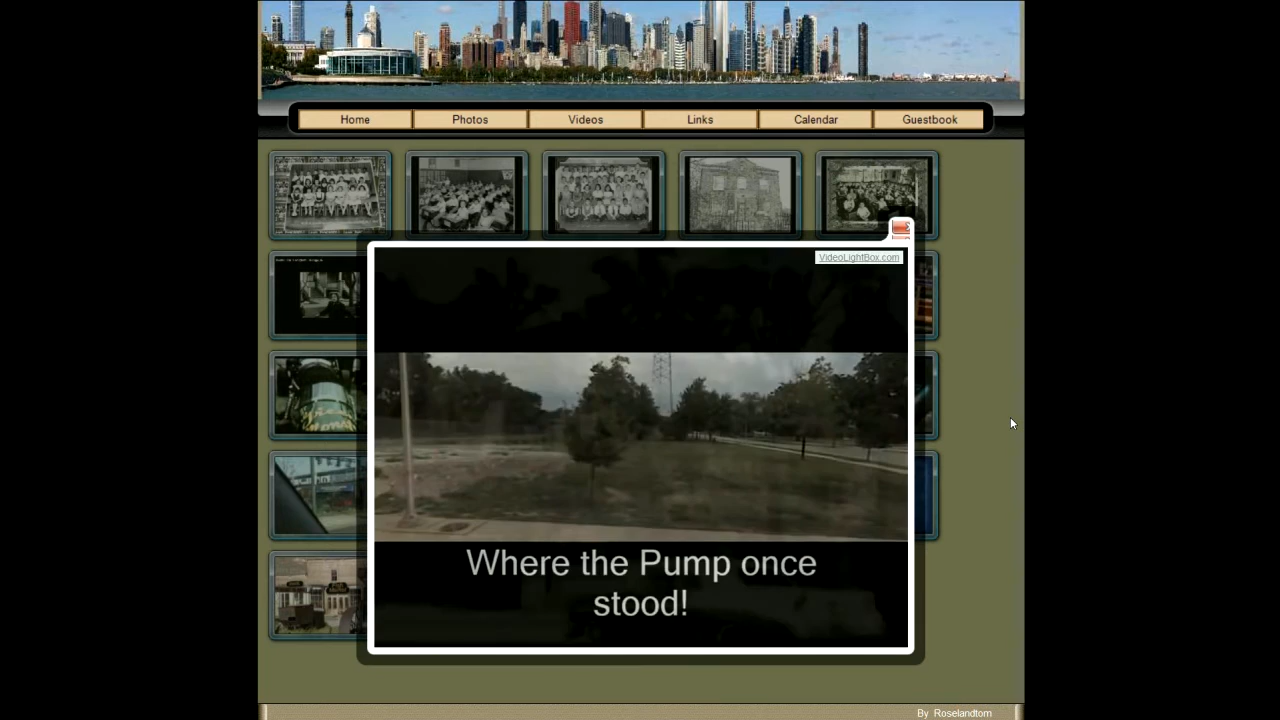 Home
Photos
Videos
Links
Calendar
Guestbook
VideoLightBox.com
Where the Pump once
stood!
By Roselandtom